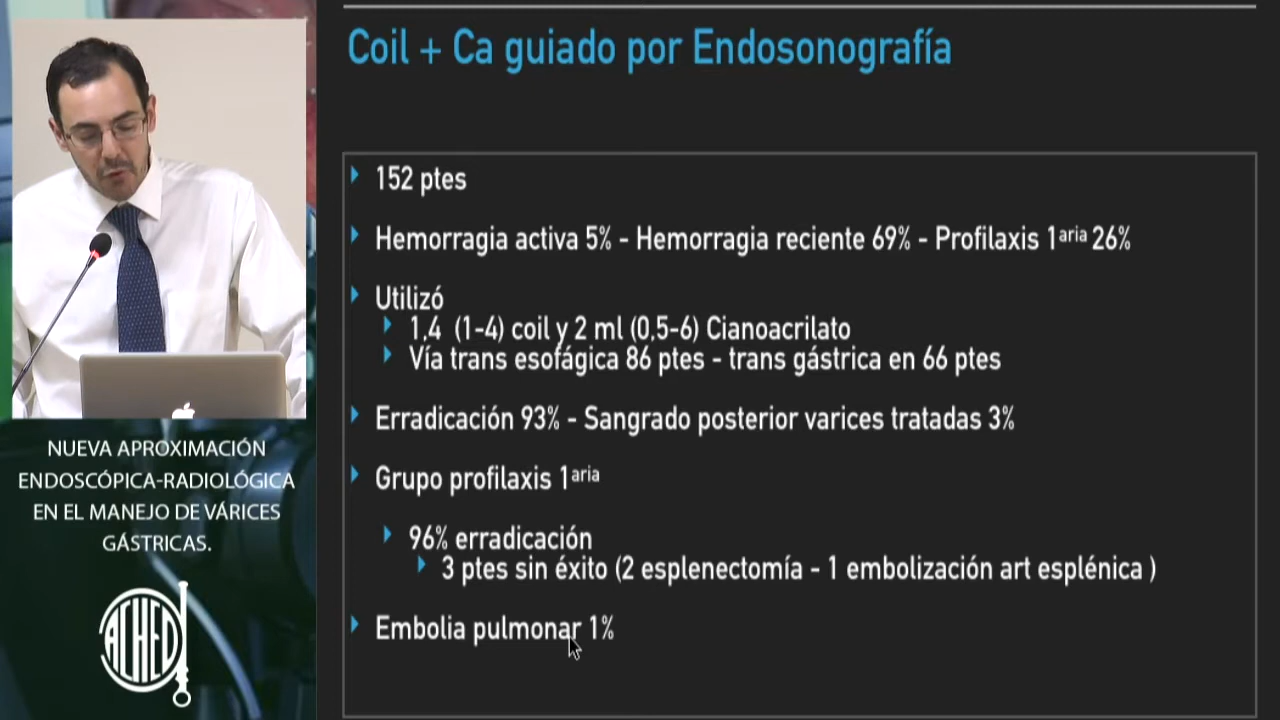 Coil + Ca guiado por Endosonografía
152 ptes
Hemorragia activa 5% - Hemorragia reciente 69% - Profilaxis 1aria 26%
Utilizó
1,4 (1-4) coil y 2 ml (0,5-6) Cianoacrilato
Vía trans esofágica 86 ptes - trans gástrica en 66 ptes
Erradicación 93% - Sangrado posterior varices tratadas 3%
Grupo profilaxis 1aria
96% erradicación
3 ptes sin éxito (2 esplenectomía - 1 embolización art esplénica )
Embolia pulmonar 1%
NUEVA APROXIMACIÓN
ENDOSCÓPICA-RADIOLÓGICA
EN EL MANEJO DE VÁRICES
GÁSTRICAS.
ACHED